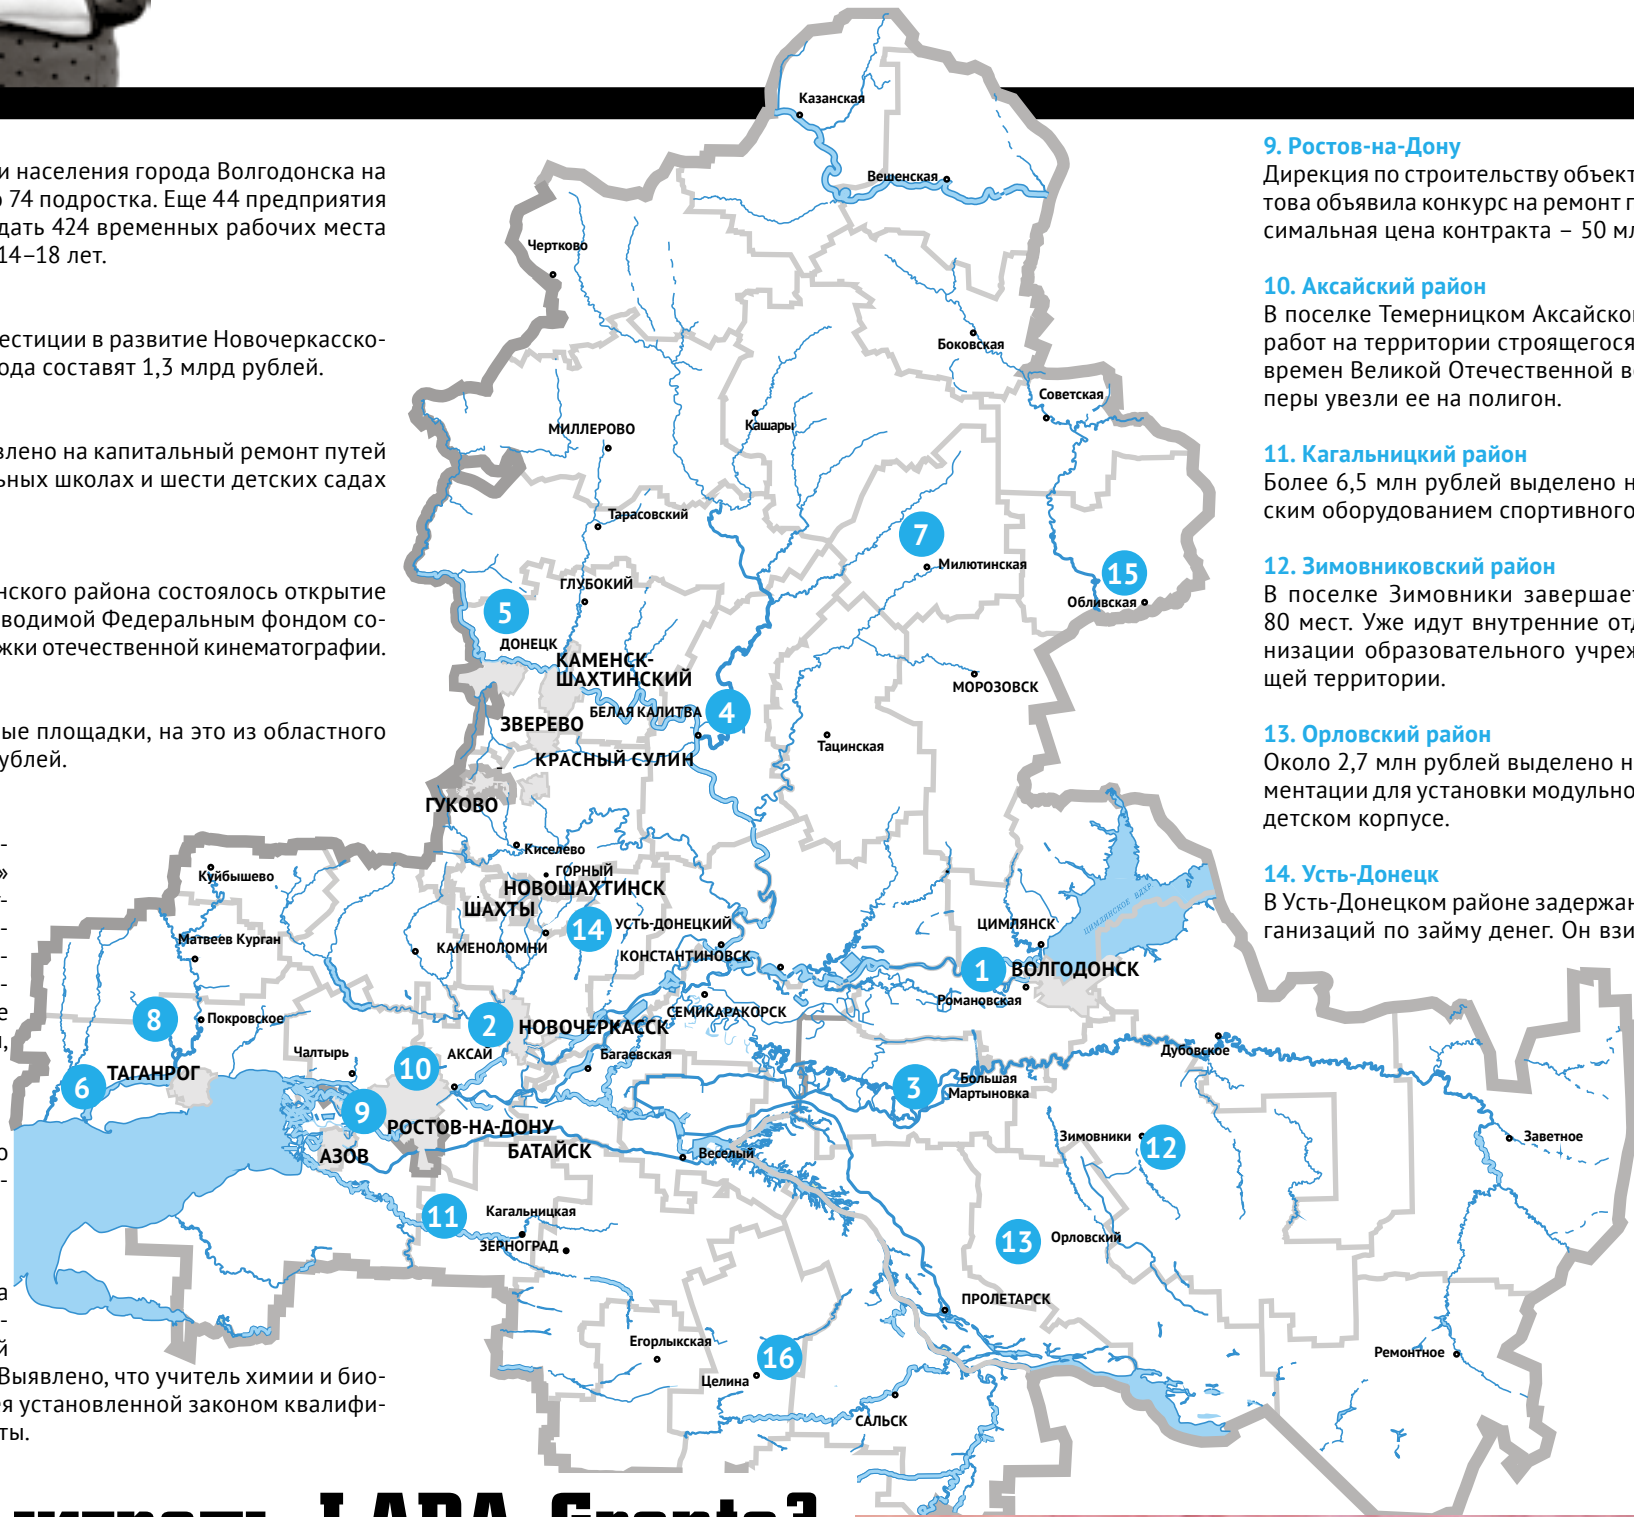 и населения города Волгодонска на
74 подростка. Еще 44 предприятия
дать 424 временных рабочих места
14–18 лет.
естиции в развитие Новочеркасско-
ода составят 1,3 млрд рублей.
влено на капитальный ремонт путей
ьных школах и шести детских садах
нского района состоялось открытие
водимой Федеральным фондом со-
жки отечественной кинематографии.
ые площадки, на это из областного
ублей.
Выявлено, что учитель химии и био-
ея установленной законом квалифи-
ты.
Казанская
Вешенская
Чертково
Боковская
Советская
Кашары
МИЛЛЕРОВО
Тарасовский
7
Милютинская
15
Обливская
ГЛУБОКИЙ
5
ДОНЕЦК
КАМЕНСК-
ШАХТИНСКИЙ
МОРОЗОВСК
БЕЛАЯ КАЛИТВА
4
ЗВЕРЕВО
Тацинская
КРАСНЫЙ СУЛИН
ГУКОВО
Киселево
ГОРНЫЙ
Куйбышево
НОВОШАХТИНСК
ШАХТЫ
14
УСТЬ-ДОНЕЦКИЙ
ЦИМЛЯНСК
ЦИМЛЯНСКОЕ ВДХР.
Матвеев Курган
КАМЕНОЛОМНИ
КОНСТАНТИНОВСК
1
ВОЛГОДОНСК
Романовская
СЕМИКАРАКОРСК
8
Покровское
2
НОВОЧЕРКАССК
Чалтырь
АКСАЙ
Багаевская
Дубовское
10
ТАГАНРОГ
6
3
Большая
Мартыновка
9
РОСТОВ-НА-ДОНУ
Зимовники
12
Заветное
АЗОВ
БАТАЙСК
Веселый
11
Кагальницкая
ЗЕРНОГРАД
13
Орловский
ПРОЛЕТАРСК
Егорлыкская
16
Целина
Ремонтное
САЛЬСК
9. Ростов-на-Дону
Дирекция по строительству объект
това объявила конкурс на ремонт
симальная цена контракта – 50 мл
10. Аксайский район
В поселке Темерницком Аксайско
работ на территории строящегося
времен Великой Отечественной в
перы увезли ее на полигон.
11. Кагальницкий район
Более 6,5 млн рублей выделено н
ским оборудованием спортивного
12. Зимовниковский район
В поселке Зимовники завершает
80 мест. Уже идут внутренние отд
низации образовательного учреж
щей территории.
13. Орловский район
Около 2,7 млн рублей выделено н
ментации для установки модульно
детском корпусе.
14. Усть-Донецк
В Усть-Донецком районе задержан
ганизаций по займу денег. Он взи
LADA Granta?